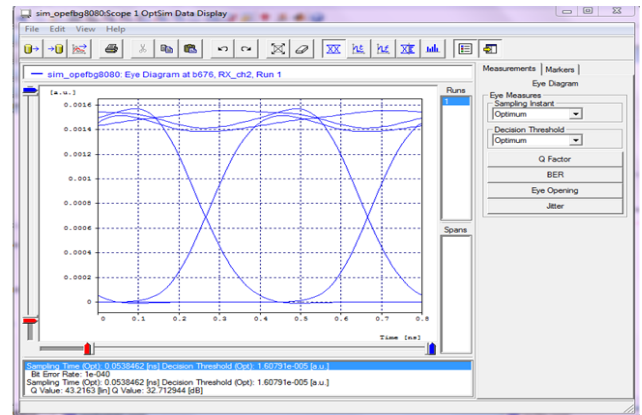 sim_opefbg8080:Scope 1 OptSim Data Display
File Edit View Help
sim_opefbg8080: Eye Diagram at b676, RX_ch2, Run 1
Runs
1
Spans
[a.u.]
0.0016
0.0014
0.0012
0.001
0.0008
0.0006
0.0004
0.0002
0
0 0.1 0.2 0.3 0.4 0.5 0.6 0.7 0.8
Time [ns]
Measurements Markers
Eye Diagram
Eye Measures
Sampling Instant
Optimum
Decision Threshold
Optimum
Q Factor
BER
Eye Opening
Jitter
Sampling Time (Opt): 0.0538462 [ns] Decision Threshold (Opt): 1.60791e-005 [a.u.]
Bit Error Rate: 1e-040
Sampling Time (Opt): 0.0538462 [ns] Decision Threshold (Opt): 1.60791e-005 [a.u.]
Q Value: 43.2163 [lin] Q Value: 32.712944 [dB]